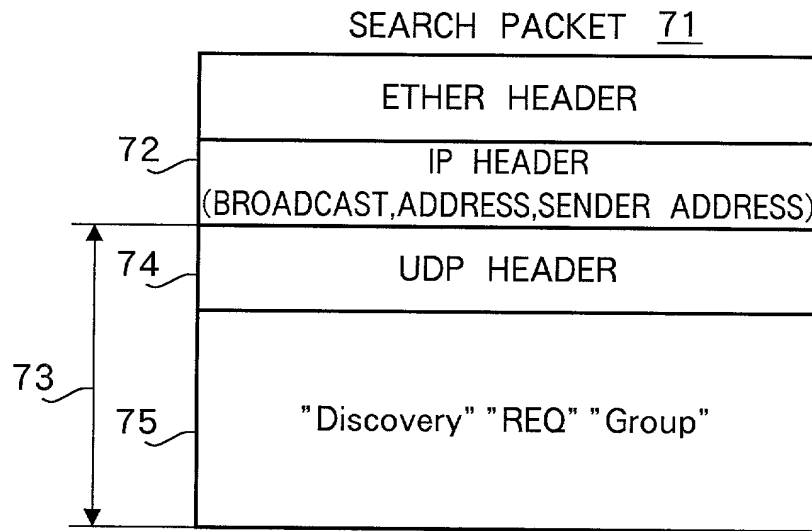 SEARCH PACKET 71
ETHER HEADER
72
IP HEADER
(BROADCAST,ADDRESS,SENDER ADDRESS)
74
UDP HEADER
73
75
"Discovery" "REQ" "Group"